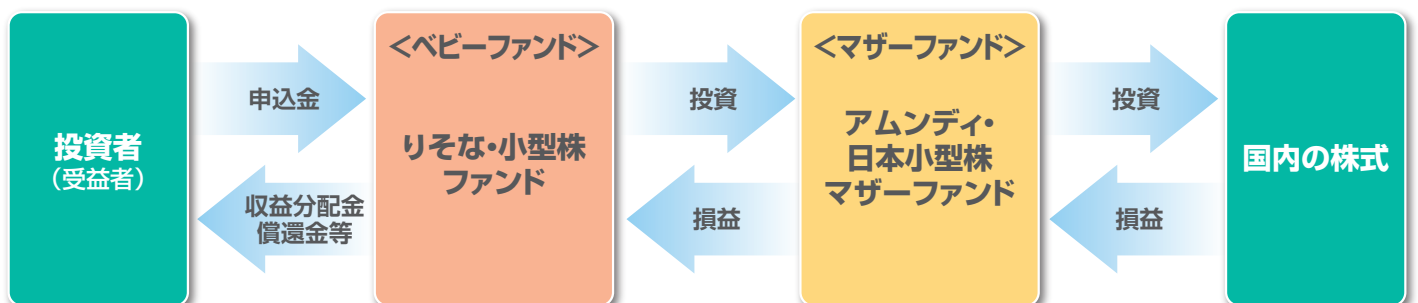 投資者
（受益者）
申込金
収益分配金
償還金等
＜ベビーファンド＞
りそな・小型株
ファンド
投資
損益
＜マザーファンド＞
アムンディ・
日本小型株
マザーファンド
投資
損益
国内の株式